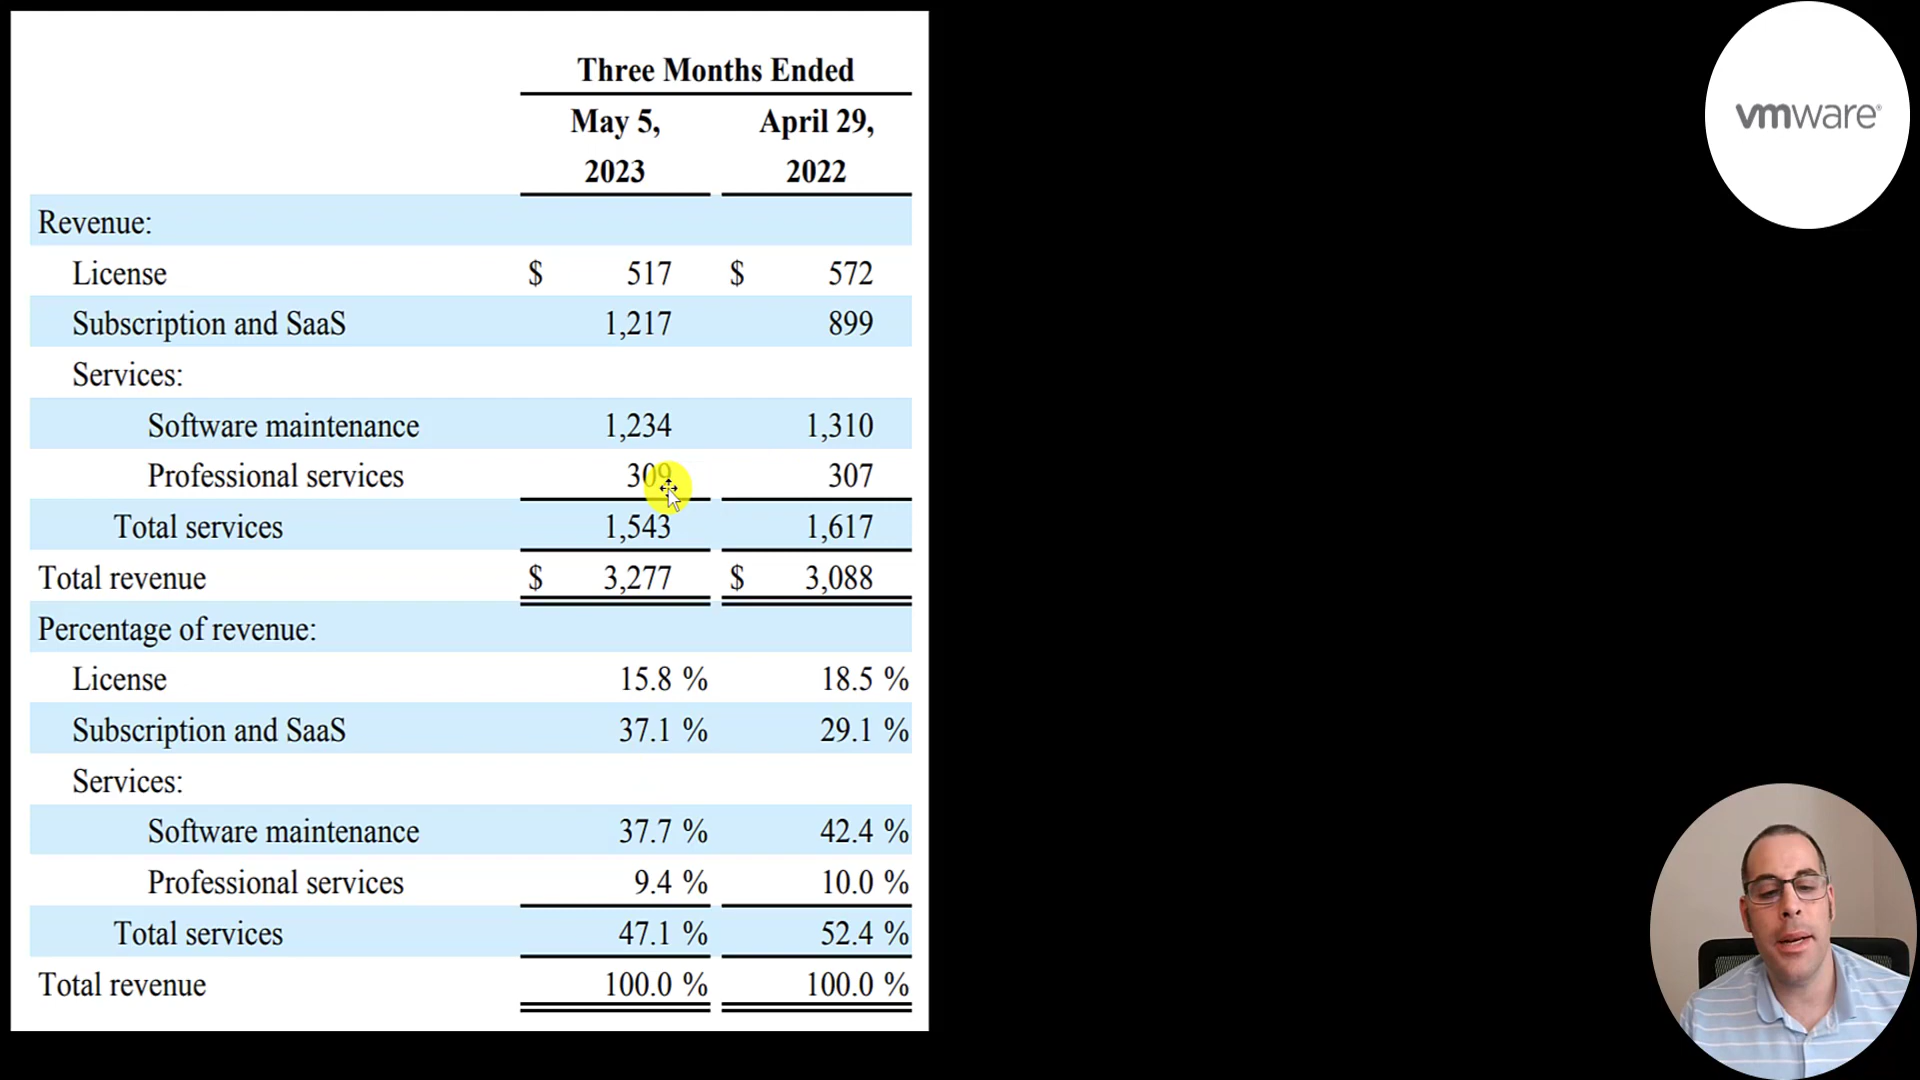 Three Months Ended
May 5, 2023 April 29, 2022
Revenue:
License $ 517 $ 572
Subscription and SaaS 1,217 899
Services:
Software maintenance 1,234 1,310
Professional services 309 307
Total services 1,543 1,617
Total revenue $ 3,277 $ 3,088
Percentage of revenue:
License 15.8 % 18.5 %
Subscription and SaaS 37.1 % 29.1 %
Services:
Software maintenance 37.7 % 42.4 %
Professional services 9.4 % 10.0 %
Total services 47.1 % 52.4 %
Total revenue 100.0 % 100.0 %
vmware®